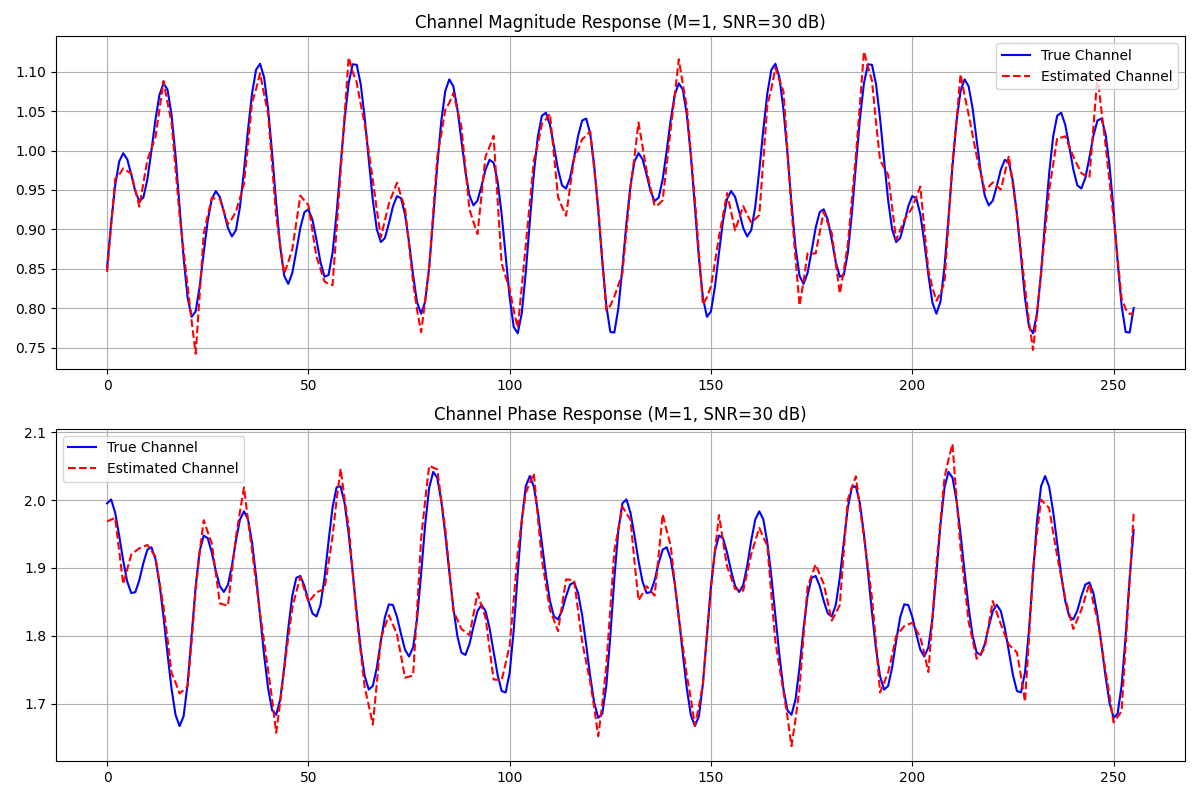 Channel Magnitude Response (M=1, SNR=30 dB)
True Channel
Estimated Channel
1.10
1.05
1.00
0.95
0.90
0.85
0.80
0.75
0 50 100 150 200 250
Channel Phase Response (M=1, SNR=30 dB)
True Channel
Estimated Channel
2.1
2.0
1.9
1.8
1.7
0 50 100 150 200 250